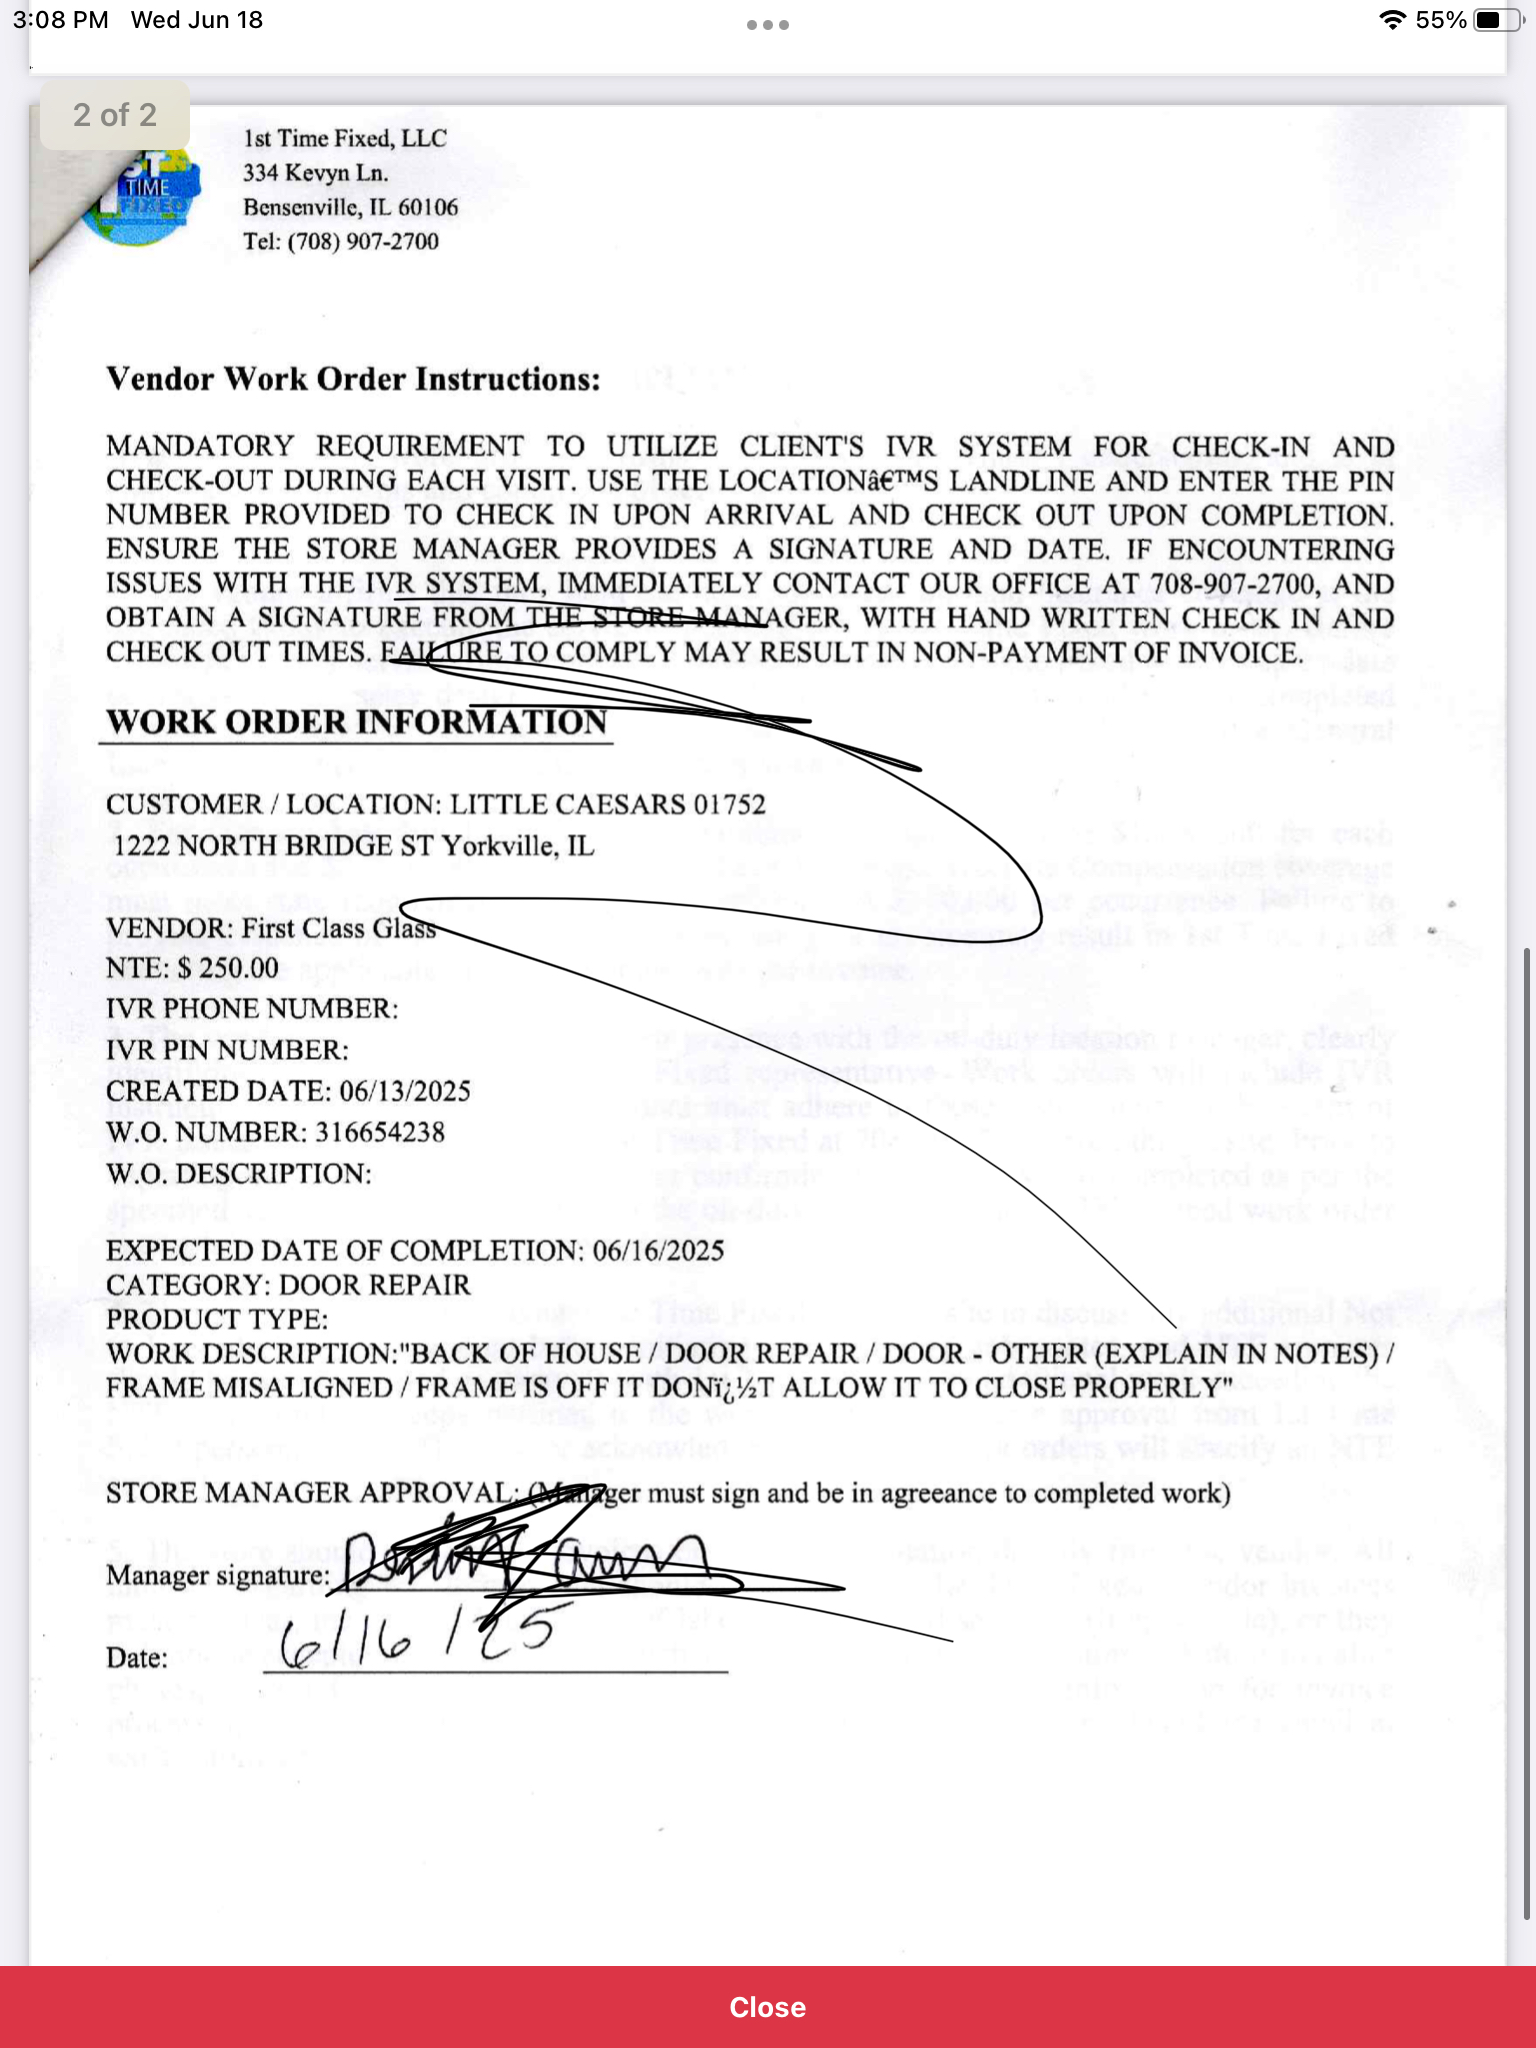 3:08 PM Wed Jun 18
55%
2 of 2
ST
TIME
FIXED
1st Time Fixed, LLC
334 Kevyn Ln.
Bensenville, IL 60106
Tel: (708) 907-2700
Vendor Work Order Instructions:
MANDATORY REQUIREMENT TO UTILIZE CLIENT'S IVR SYSTEM FOR CHECK-IN AND
CHECK-OUT DURING EACH VISIT. USE THE LOCATIONâ€™S LANDLINE AND ENTER THE PIN
NUMBER PROVIDED TO CHECK IN UPON ARRIVAL AND CHECK OUT UPON COMPLETION.
ENSURE THE STORE MANAGER PROVIDES A SIGNATURE AND DATE. IF ENCOUNTERING
ISSUES WITH THE IVR SYSTEM, IMMEDIATELY CONTACT OUR OFFICE AT 708-907-2700, AND
OBTAIN A SIGNATURE FROM THE STORE MANAGER, WITH HAND WRITTEN CHECK IN AND
CHECK OUT TIMES. FAILURE TO COMPLY MAY RESULT IN NON-PAYMENT OF INVOICE.
WORK ORDER INFORMATION
CUSTOMER / LOCATION: LITTLE CAESARS 01752
1222 NORTH BRIDGE ST Yorkville, IL
VENDOR: First Class Glass
NTE: $ 250.00
IVR PHONE NUMBER:
IVR PIN NUMBER:
CREATED DATE: 06/13/2025
W.O. NUMBER: 316654238
W.O. DESCRIPTION:
EXPECTED DATE OF COMPLETION: 06/16/2025
CATEGORY: DOOR REPAIR
PRODUCT TYPE:
WORK DESCRIPTION:"BACK OF HOUSE / DOOR REPAIR / DOOR - OTHER (EXPLAIN IN NOTES) /
FRAME MISALIGNED / FRAME IS OFF IT DONï¿½T ALLOW IT TO CLOSE PROPERLY"
STORE MANAGER APPROVAL: (Manager must sign and be in agreeance to completed work)
Manager signature:
Date: 6/16/25
Close